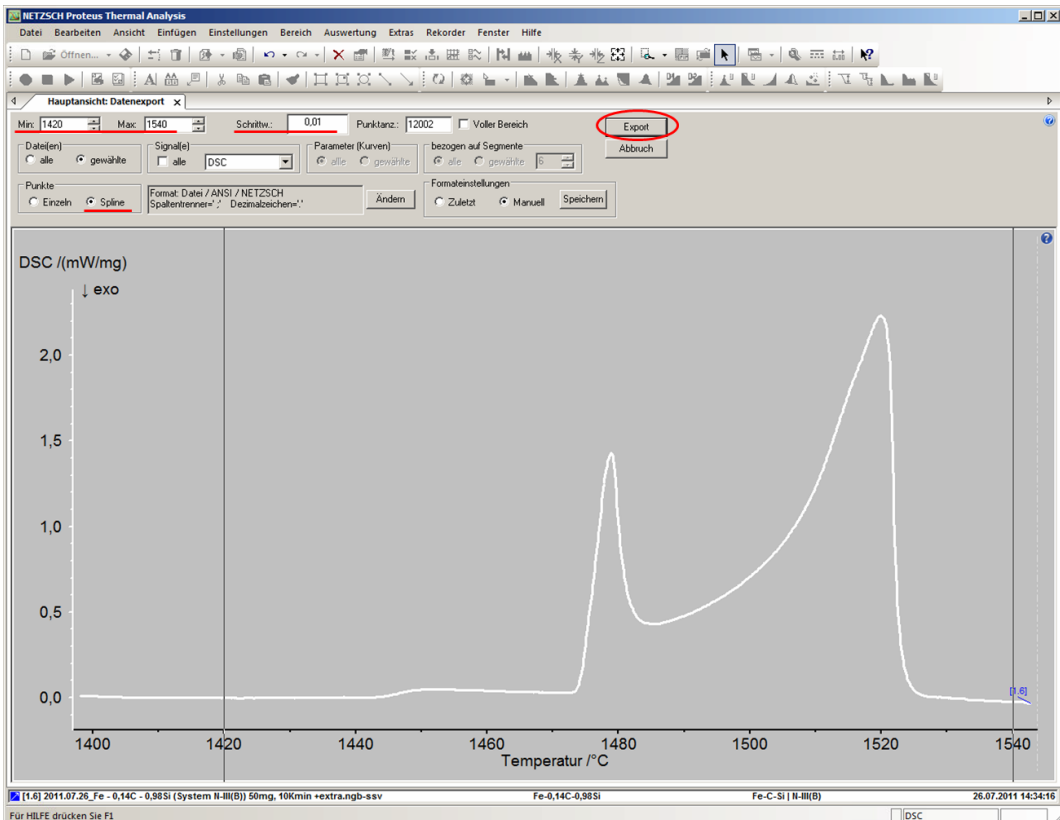 NETZSCH Proteus Thermal Analysis
Datei Bearbeiten Ansicht Einfügen Einstellungen Bereich Auswertung Extras Rekorder Fenster Hilfe
Öffnen...
Hauptansicht: Datenexport
Min: 1420 Max: 1540 Schrittw.: 0,01 Punktanz.: 12002 Voller Bereich Export
Datei(en) Signal(e) Parameter (Kurven) bezogen auf Segmente Abbruch
alle gewählte alle DSC alle gewählte alle gewählte 6
Punkte Formateinstellungen
Einzeln Spline Format: Datei / ANSI / NETZSCH Ändern Zuletzt Manuell Speichern
Spaltentrenner=';' Dezimalzeichen='.'
DSC /(mW/mg)
↓ exo
2,0
1,5
1,0
0,5
0,0
[1.6]
1400 1420 1440 1460 1480 1500 1520 1540
Temperatur /°C
[1.6] 2011.07.26_Fe - 0,14C - 0,98Si (System N-III(B)) 50mg, 10Kmin +extra.ngb-ssv Fe-0,14C-0,98Si Fe-C-Si | N-III(B) 26.07.2011 14:34:16
Für HILFE drücken Sie F1 DSC